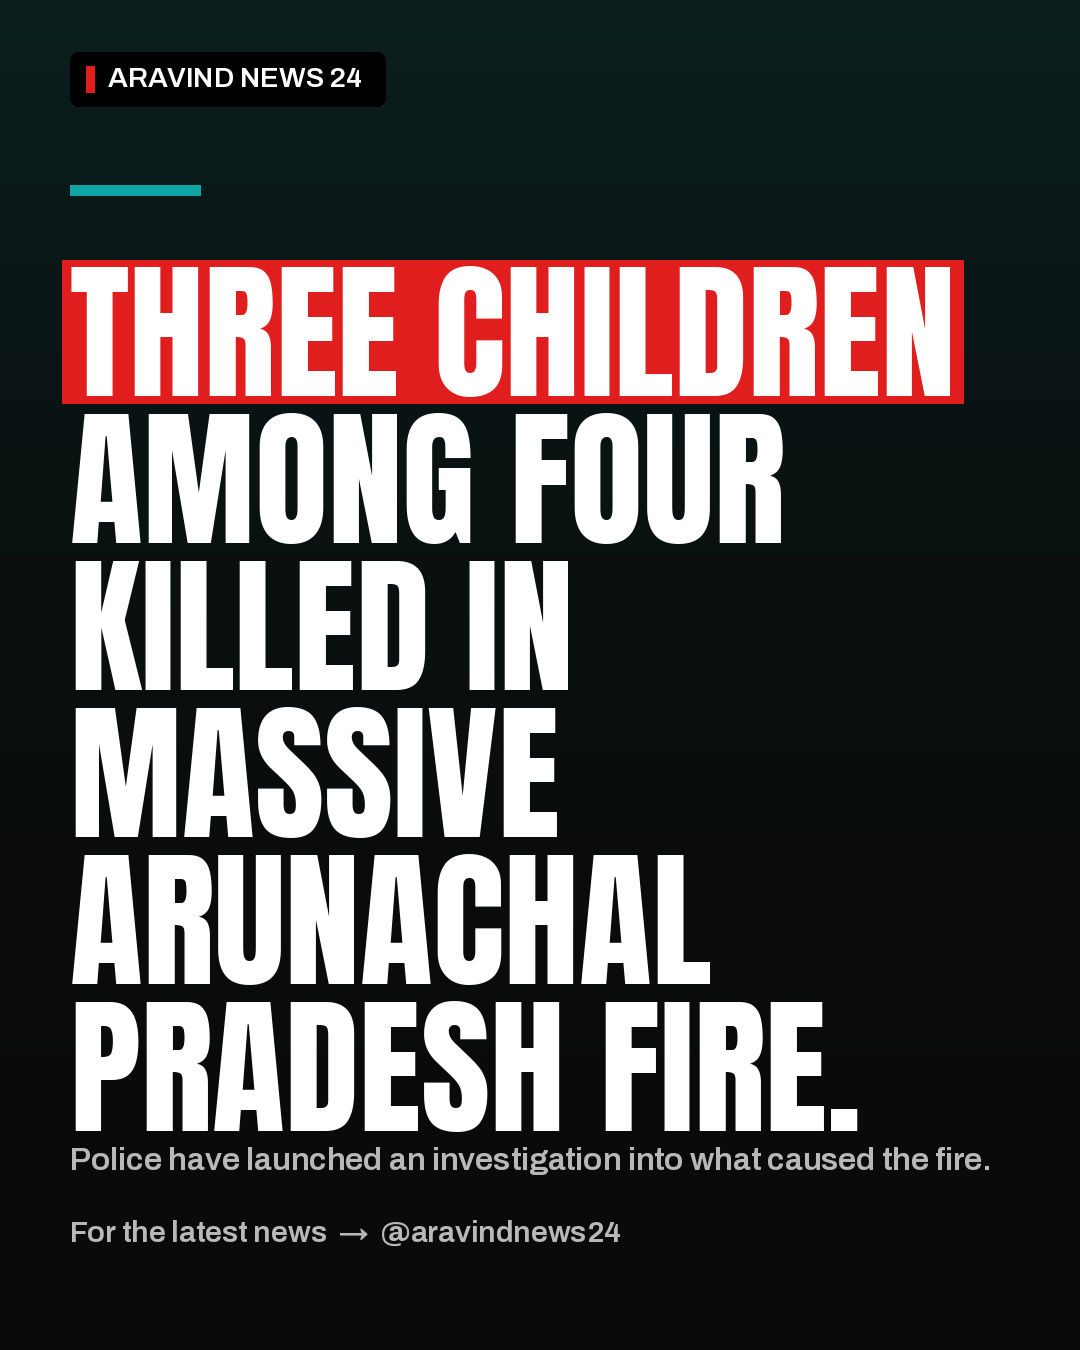 ARAVIND NEWS 24
THREE CHILDREN
AMONG FOUR
KILLED IN
MASSIVE
ARUNACHAL
PRADESH FIRE.
Police have launched an investigation into what caused the fire.
For the latest news → @aravindnews24